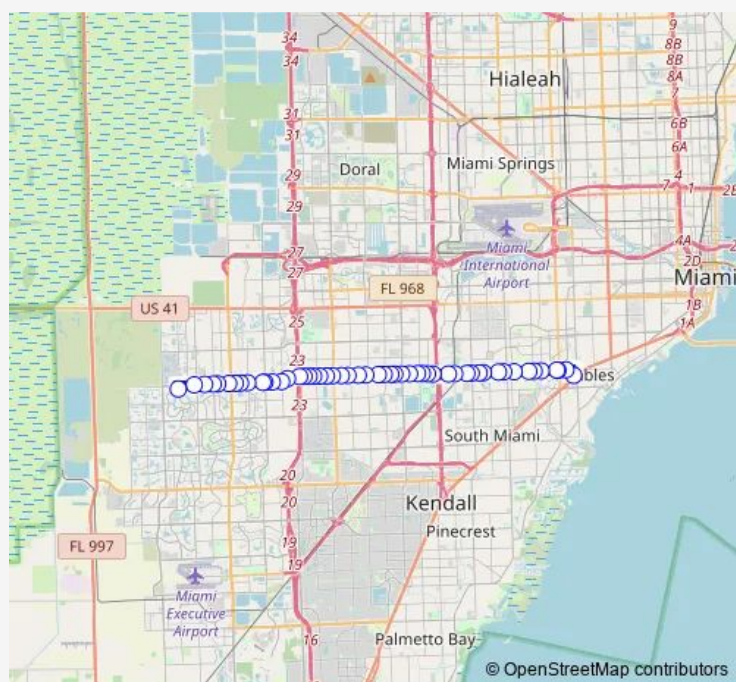 34
34
9
8B
8B
8A
7
6B
6A
Hialeah
31
31
Doral
Miami Springs
29
29
4
7
1
2B
27
27
4A
2D
Miami
International
Airport
Miami
FL 968
US 41
25
1B
1A
23
23
bles
South Miami
20
20
Kendall
Pinecrest
FL 997
19
19
Miami
Executive
Airport
16
Palmetto Bay
© OpenStreetMap contributors